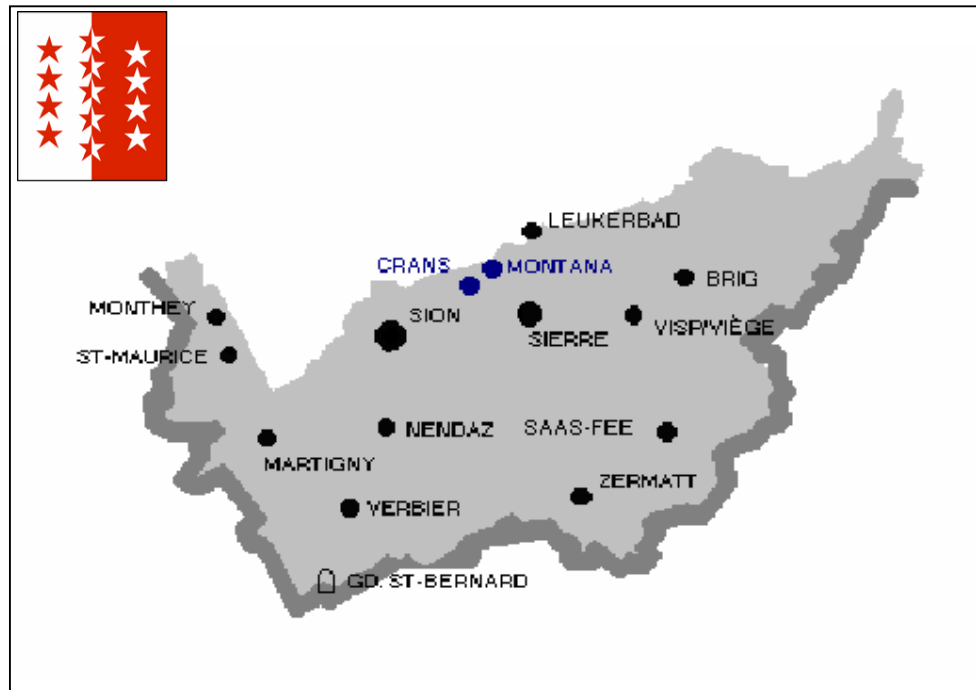 LEUKERBAD
CRANS
MONTANA
BRIG
MONTHEY
SION
SIERRE
VISP/VIÈGE
ST-MAURICE
NENDAZ
SAAS-FEE
MARTIGNY
ZERMATT
VERBIER
GD. ST-BERNARD